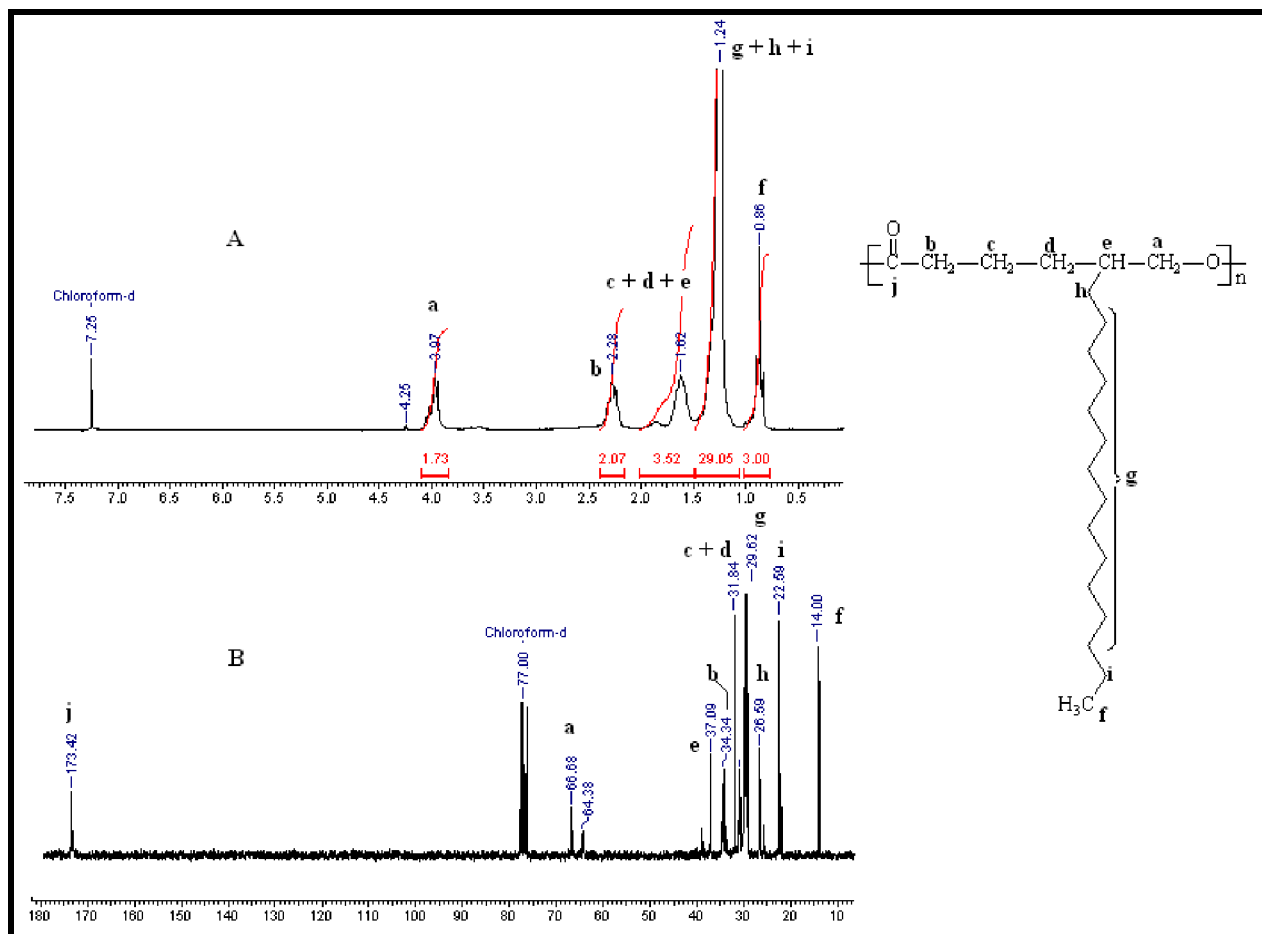 1.24
g + h + i
f
0.86
A
c + d + e
a
Chloroform-d
7.25
b
3.97
2.28
1.62
4.25
1.73
2.07
3.52
29.05
3.00
7.5 7.0 6.5 6.0 5.5 5.0 4.5 4.0 3.5 3.0 2.5 2.0 1.5 1.0 0.5
O
b c d e a
C CH2 CH2 CH2 CH CH2 O n
j
h
g
i
H3C f
g
c + d
29.62
i
31.84
22.59
f
14.00
Chloroform-d
77.00
B
b
h
j
a
e
37.09
34.34
26.59
173.42
66.68
64.38
180 170 160 150 140 130 120 110 100 90 80 70 60 50 40 30 20 10